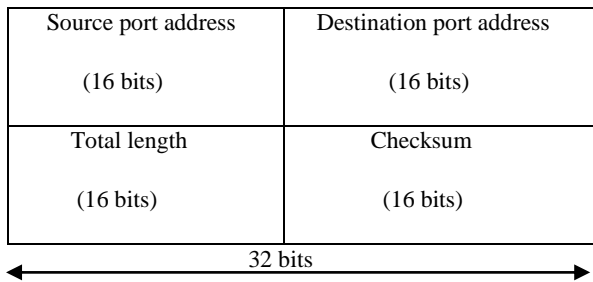 Source port address
Destination port address
(16 bits)
(16 bits)
Total length
Checksum
(16 bits)
(16 bits)
32 bits